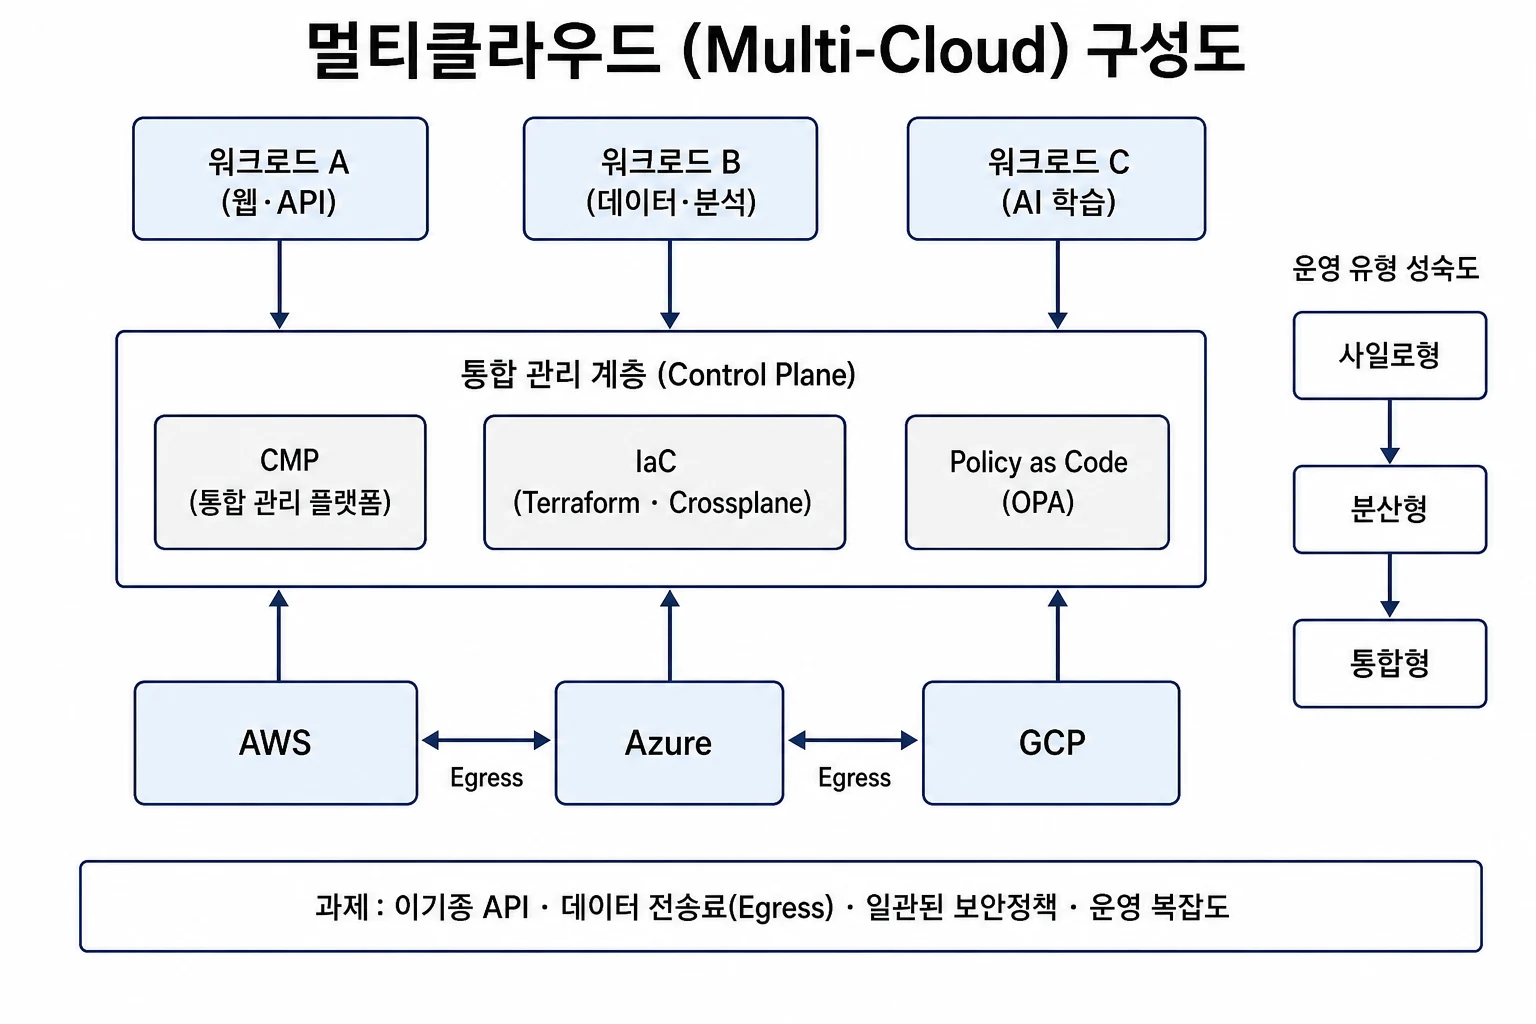 멀티클라우드 (Multi-Cloud) 구성도
워크로드 A
(웹·API)
워크로드 B
(데이터·분석)
워크로드 C
(AI 학습)
통합 관리 계층 (Control Plane)
CMP
(통합 관리 플랫폼)
IaC
(Terraform · Crossplane)
Policy as Code
(OPA)
AWS
Egress
Azure
Egress
GCP
운영 유형 성숙도
사일로형
분산형
통합형
과제 : 이기종 API · 데이터 전송료(Egress) · 일관된 보안정책 · 운영 복잡도